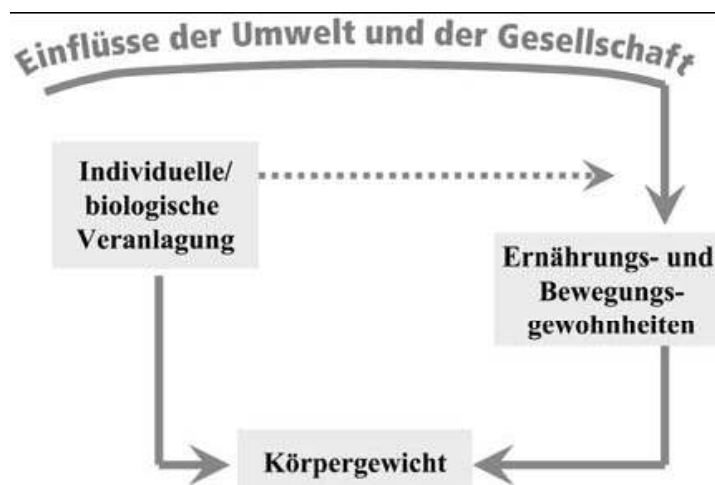 Einflüsse der Umwelt und der Gesellschaft
Individuelle/
biologische
Veranlagung
Ernährungs- und
Bewegungs-
gewohnheiten
Körpergewicht